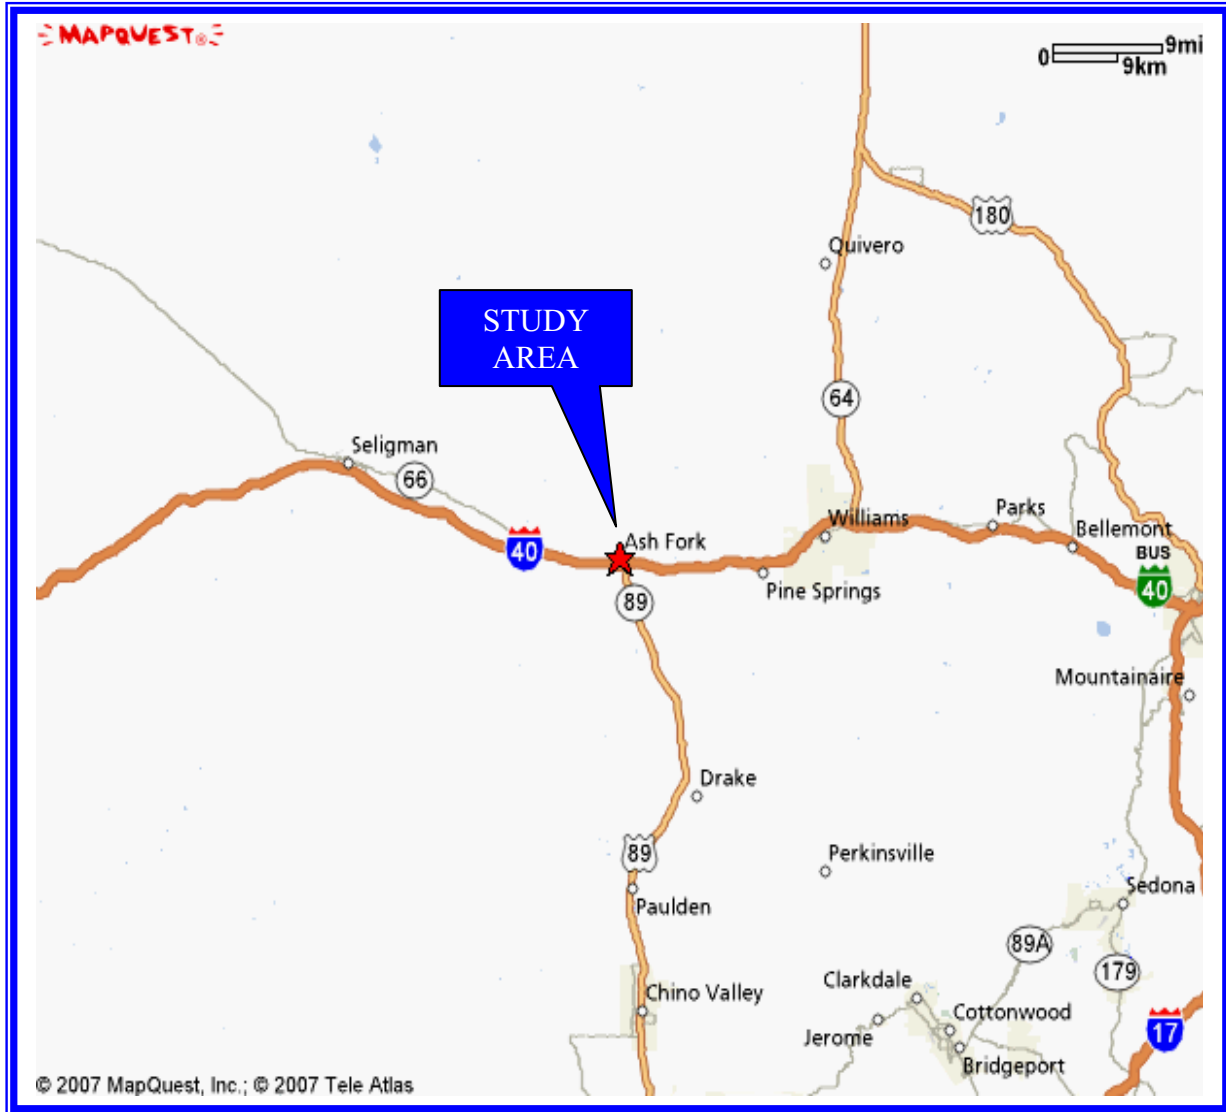 MAPQUEST®
0
9mi
9km
180
Quivero
STUDY
AREA
64
Seligman
66
Williams
Parks
Bellemont
Ash Fork
40
BUS
40
Pine Springs
89
Mountainaire
Drake
89
Perkinsville
Paulden
Sedona
89A
179
Clarkdale
Chino Valley
Cottonwood
Jerome
17
Bridgeport
© 2007 MapQuest, Inc.; © 2007 Tele Atlas